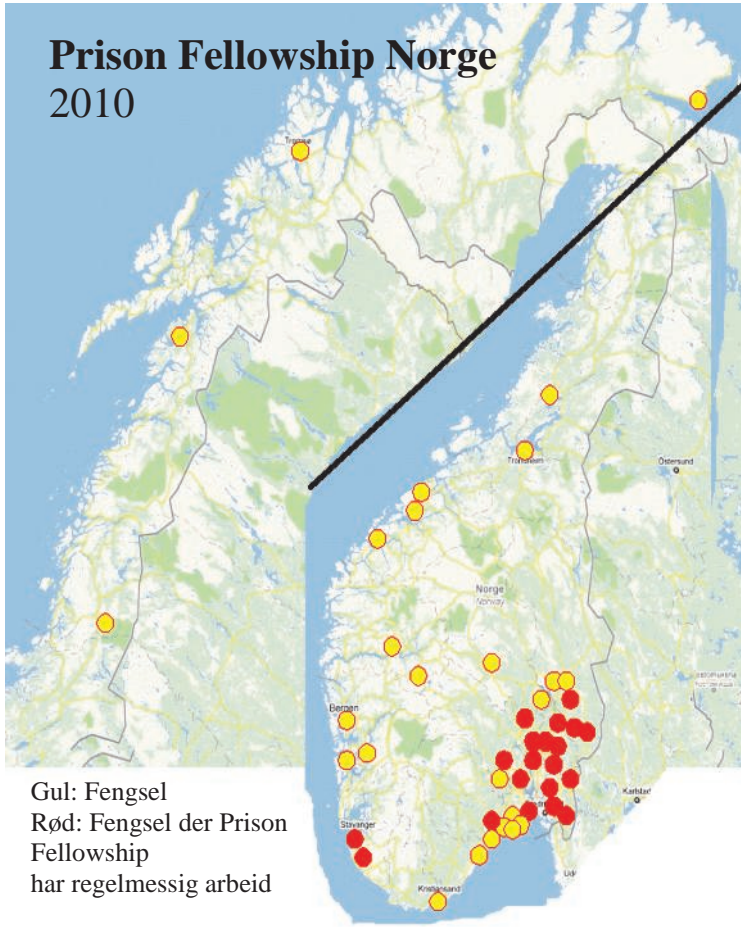 Prison Fellowship Norge
2010
Tromsø
Trondheim
Östersund
Norge
Norway
Bergen
Karlstad
Stavanger
Kristiansand
Gul: Fengsel
Rød: Fengsel der Prison
Fellowship
har regelmessig arbeid